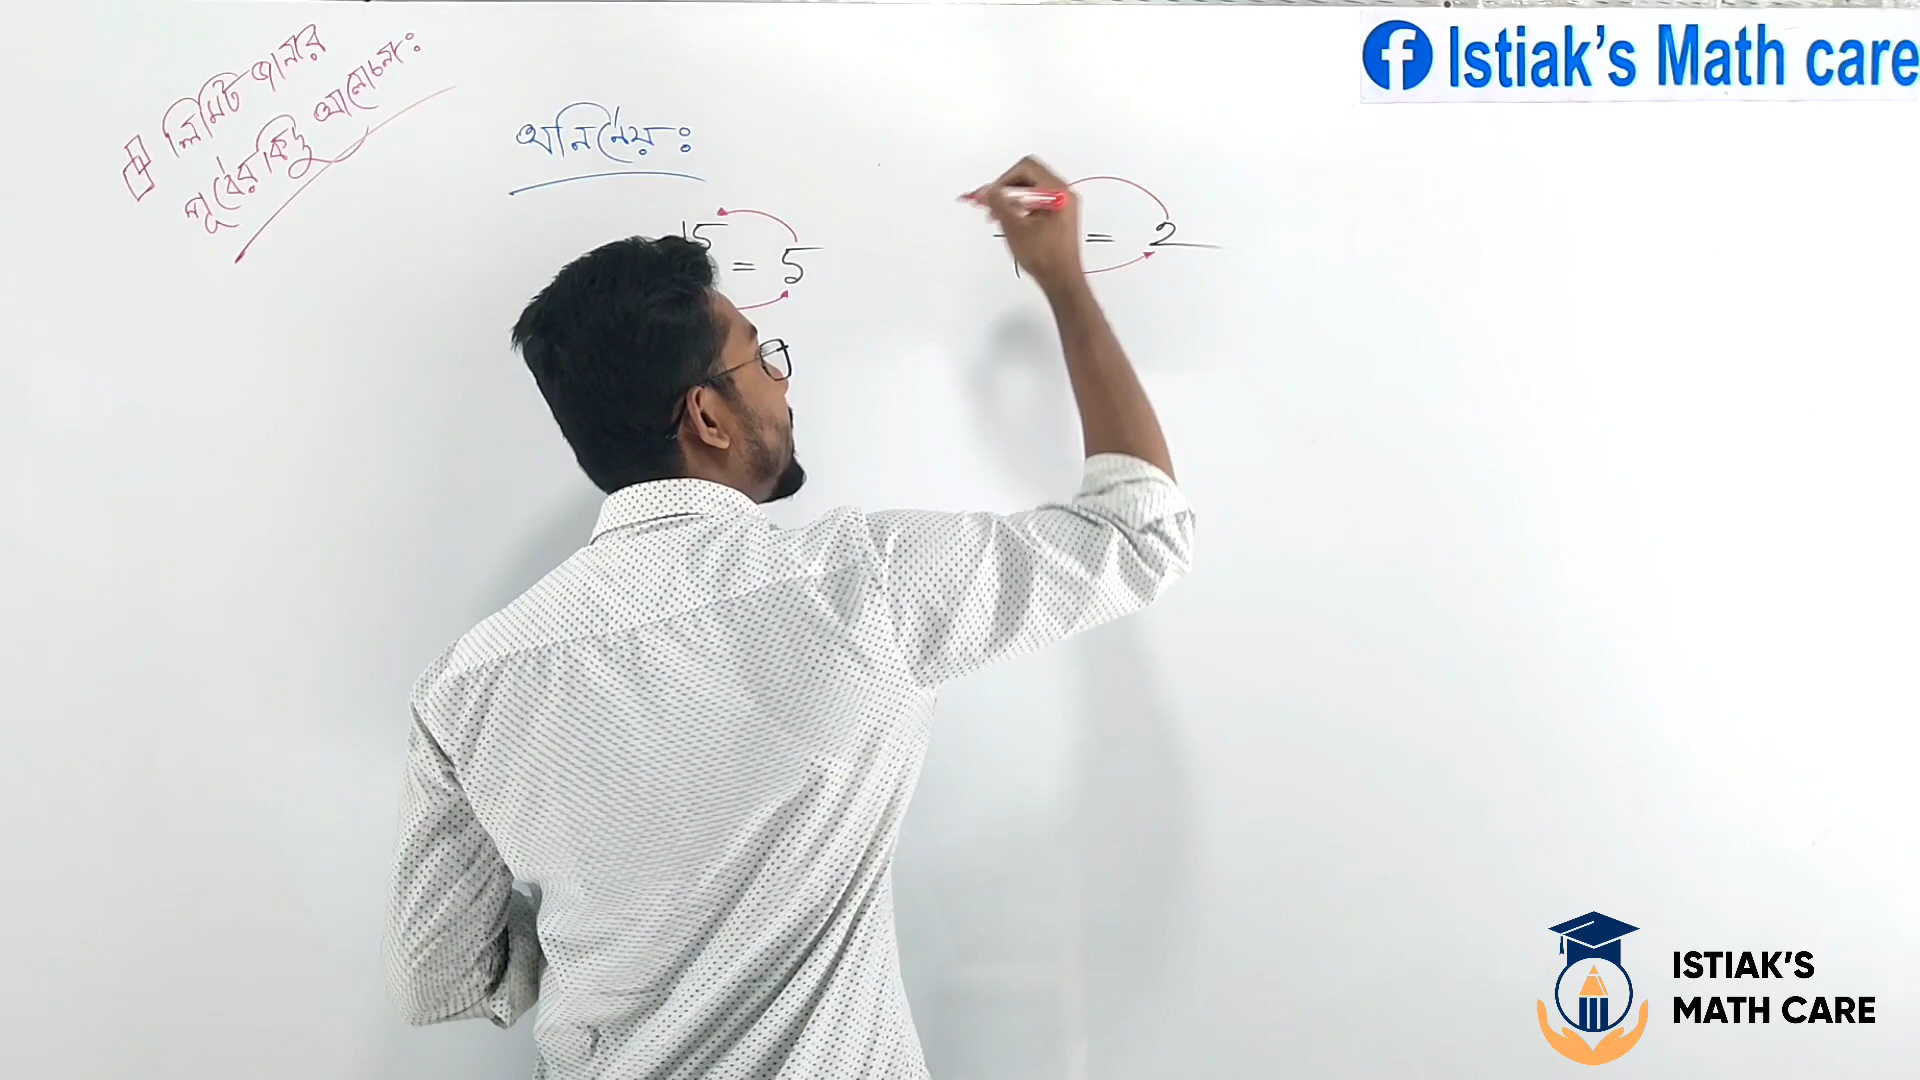 লিমিট জানার
পূর্বের কিছু আলোচনাঃ
অনির্নেয়ঃ
15
= 5
= 2
Istiak's Math care
ISTIAK'S
MATH CARE